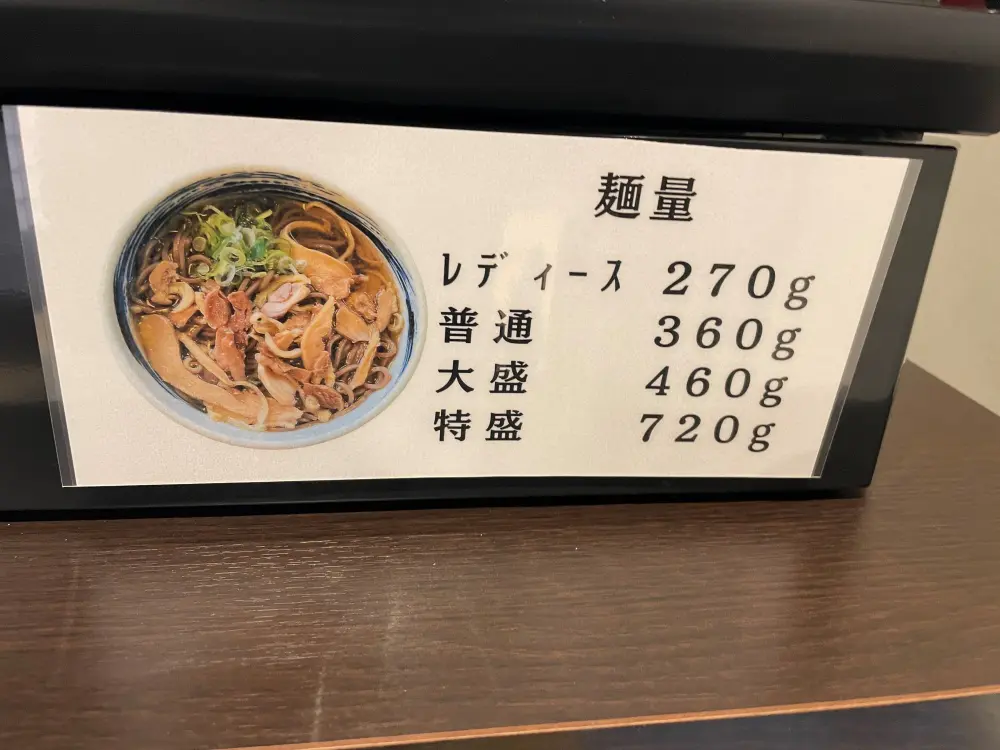 麺量
レディース 270g
普通 360g
大盛 460g
特盛 720g